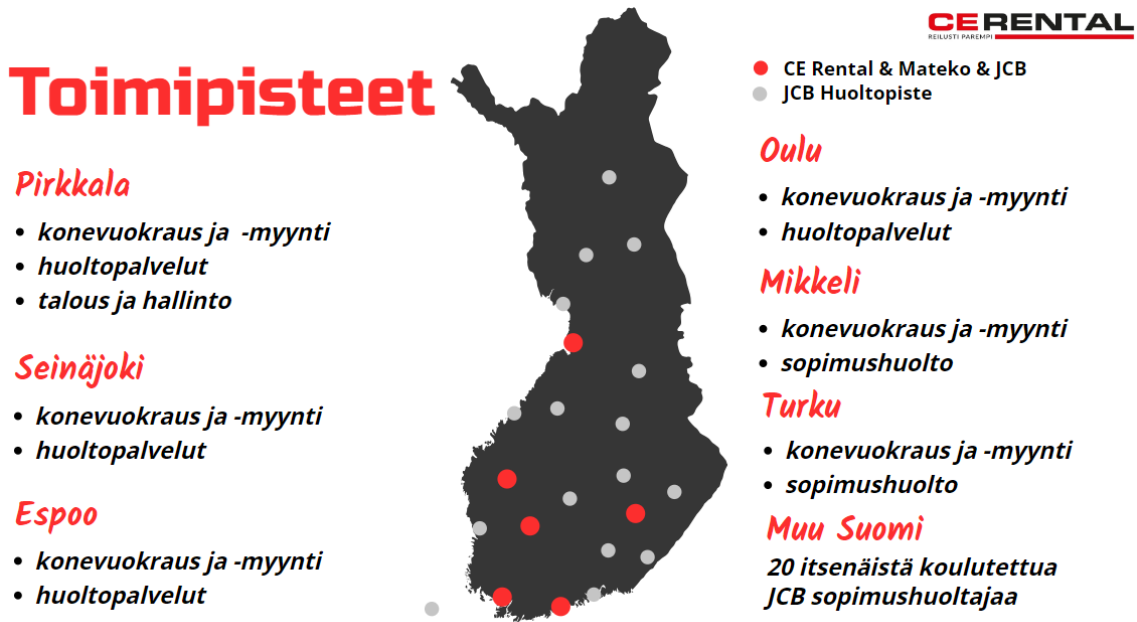 CE RENTAL
REILUSTI PAREMPI
Toimipisteet
CE Rental & Mateko & JCB
JCB Huoltopiste
Pirkkala
• konevuokraus ja -myynti
• huoltopalvelut
• talous ja hallinto
Seinäjoki
• konevuokraus ja -myynti
• huoltopalvelut
Espoo
• konevuokraus ja -myynti
• huoltopalvelut
Oulu
• konevuokraus ja -myynti
• huoltopalvelut
Mikkeli
• konevuokraus ja -myynti
• sopimushuolto
Turku
• konevuokraus ja -myynti
• sopimushuolto
Muu Suomi
20 itsenäistä koulutettua
JCB sopimushuoltajaa